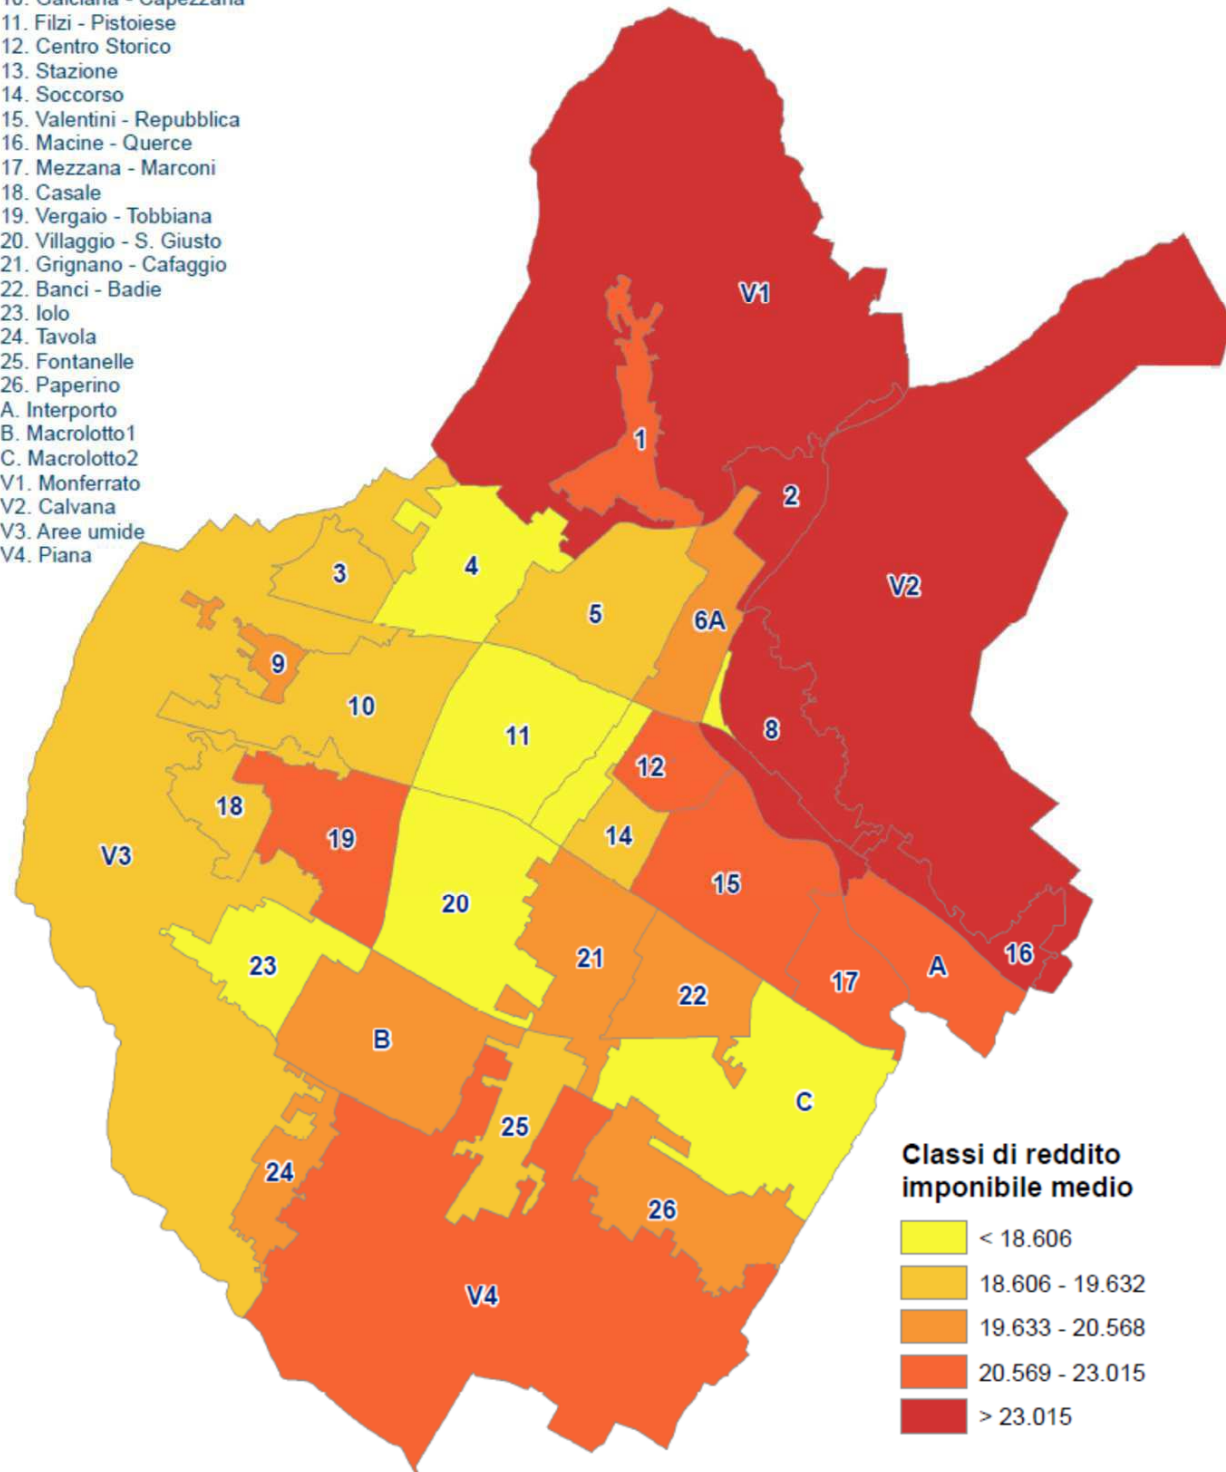 10. Galciana - Capezzana
11. Filzi - Pistoiese
12. Centro Storico
13. Stazione
14. Soccorso
15. Valentini - Repubblica
16. Macine - Querce
17. Mezzana - Marconi
18. Casale
19. Vergaio - Tobbiana
20. Villaggio - S. Giusto
21. Grignano - Cafaggio
22. Banci - Badie
23. Iolo
24. Tavola
25. Fontanelle
26. Paperino
A. Interporto
B. Macrolotto1
C. Macrolotto2
V1. Monferrato
V2. Calvana
V3. Aree umide
V4. Piana
V1
1
2
3
4
5
6A
V2
9
10
11
8
12
18
19
14
V3
15
20
23
21
22
17
A
16
B
25
C
24
26
V4
Classi di reddito
imponibile medio
< 18.606
18.606 - 19.632
19.633 - 20.568
20.569 - 23.015
> 23.015